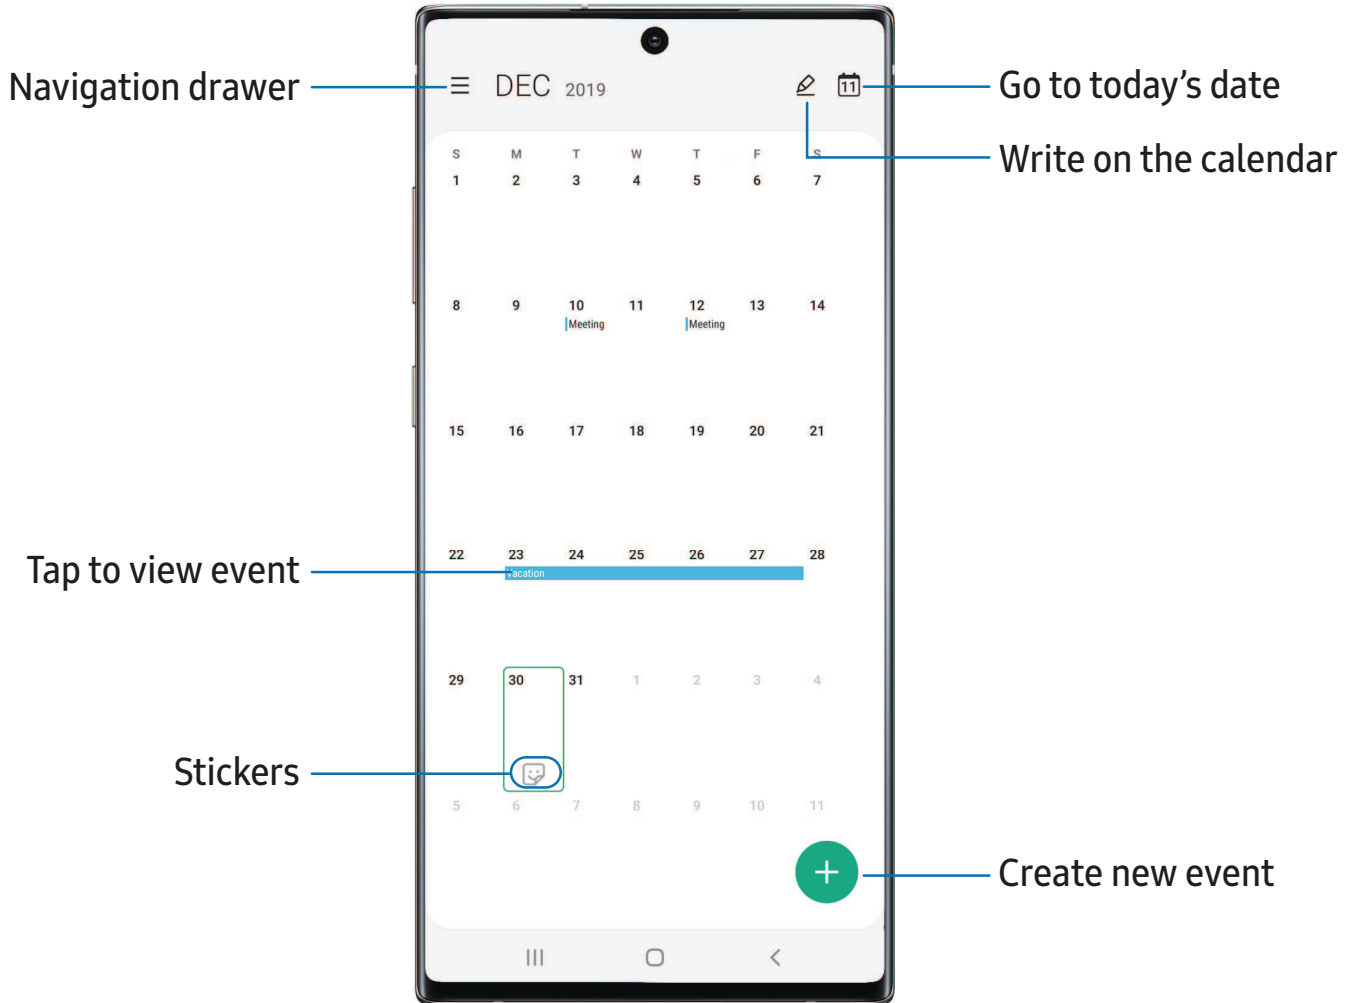 Navigation drawer
DEC 2019
11
Go to today's date
Write on the calendar
S M T W T F S
1 2 3 4 5 6 7
8 9 10 11 12 13 14
Meeting Meeting
15 16 17 18 19 20 21
22 23 24 25 26 27 28
Tap to view event
Vacation
29 30 31 1 2 3 4
Stickers
5 6 7 8 9 10 11
Create new event